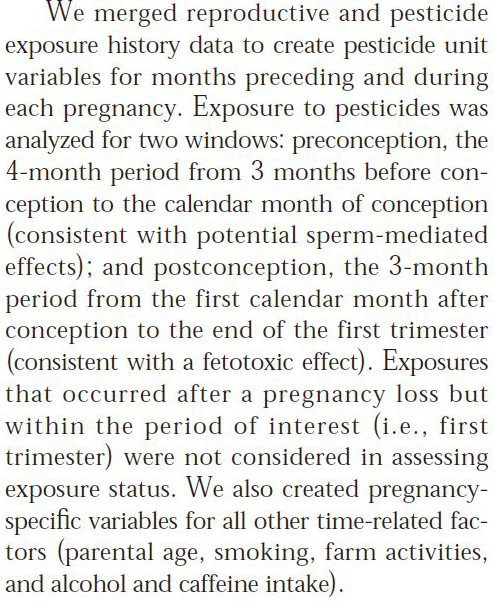 We merged reproductive and pesticide
exposure history data to create pesticide unit
variables for months preceding and during
each pregnancy. Exposure to pesticides was
analyzed for two windows: preconception, the
4-month period from 3 months before con-
ception to the calendar month of conception
(consistent with potential sperm-mediated
effects); and postconception, the 3-month
period from the first calendar month after
conception to the end of the first trimester
(consistent with a fetotoxic effect). Exposures
that occurred after a pregnancy loss but
within the period of interest (i.e., first
trimester) were not considered in assessing
exposure status. We also created pregnancy-
specific variables for all other time-related fac-
tors (parental age, smoking, farm activities,
and alcohol and caffeine intake).